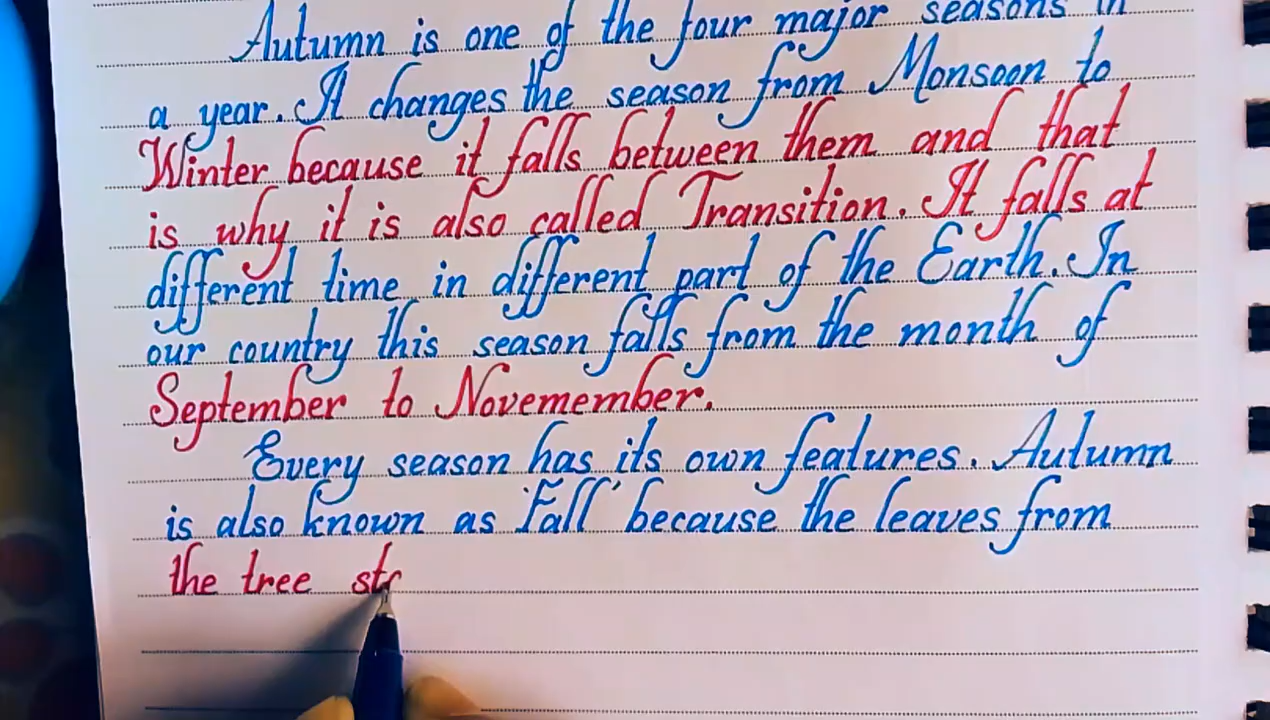 Autumn is one of the four major seasons in
a year. It changes the season from Monsoon to
Winter because it falls between them and that
is why it is also called Transition. It falls at
different time in different part of the Earth. In
our country this season falls from the month of
September to Novemember.
Every season has its own features. Autumn
is also known as 'Fall' because the leaves from
the tree